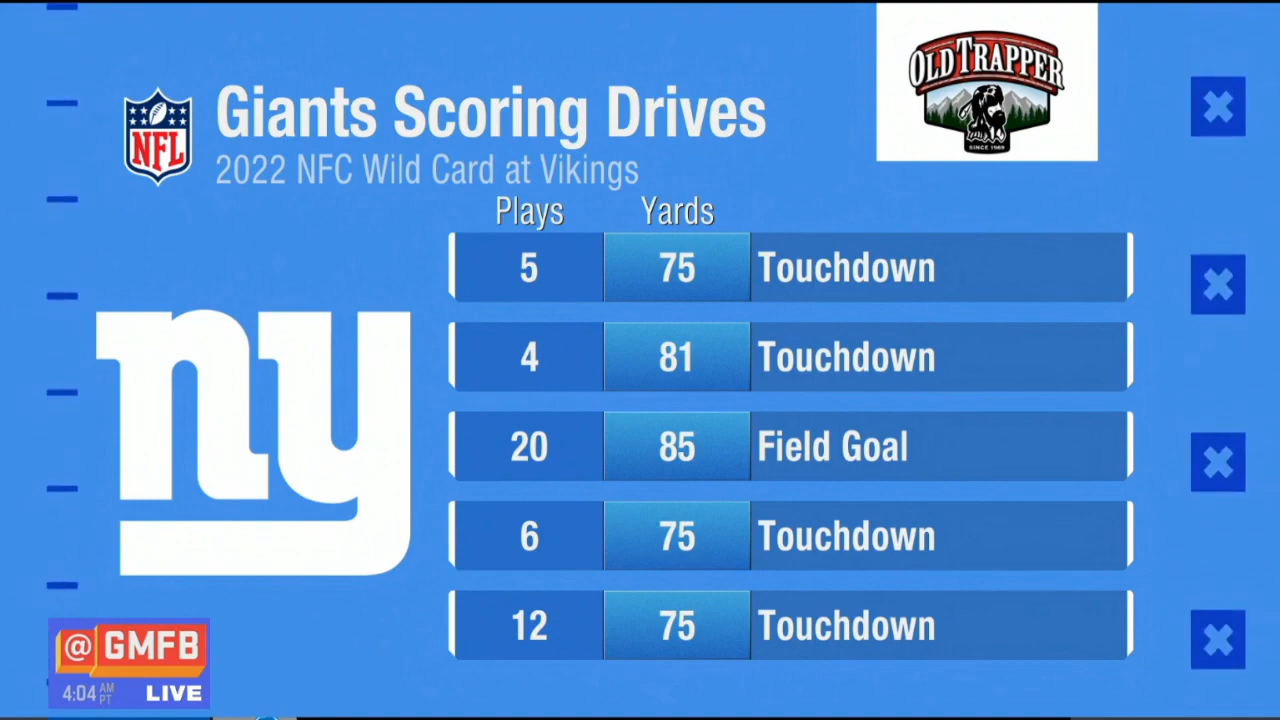 OLD TRAPPER
SINCE 1969
NFL
Giants Scoring Drives
2022 NFC Wild Card at Vikings
Plays Yards
5 75 Touchdown
4 81 Touchdown
20 85 Field Goal
6 75 Touchdown
12 75 Touchdown
ny
@GMFB
4:04 AM PT LIVE